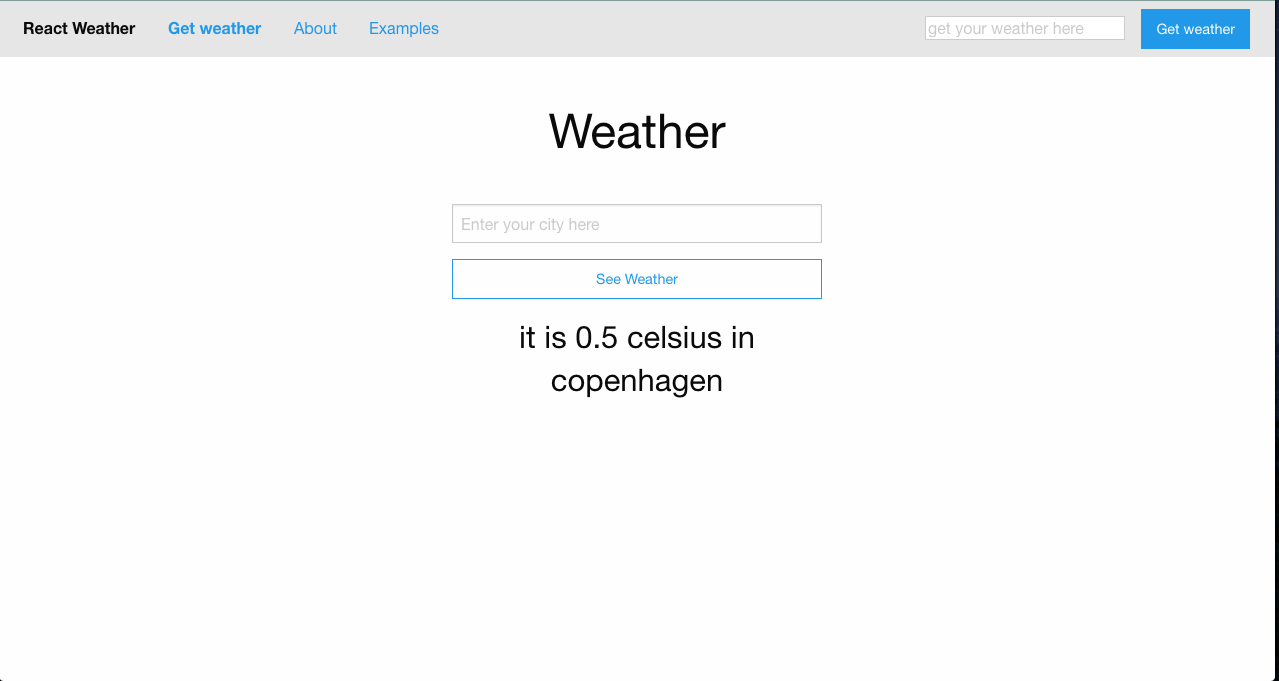 React Weather Get weather About Examples get your weather here Get weather
Weather
Enter your city here
See Weather
it is 0.5 celsius in
copenhagen